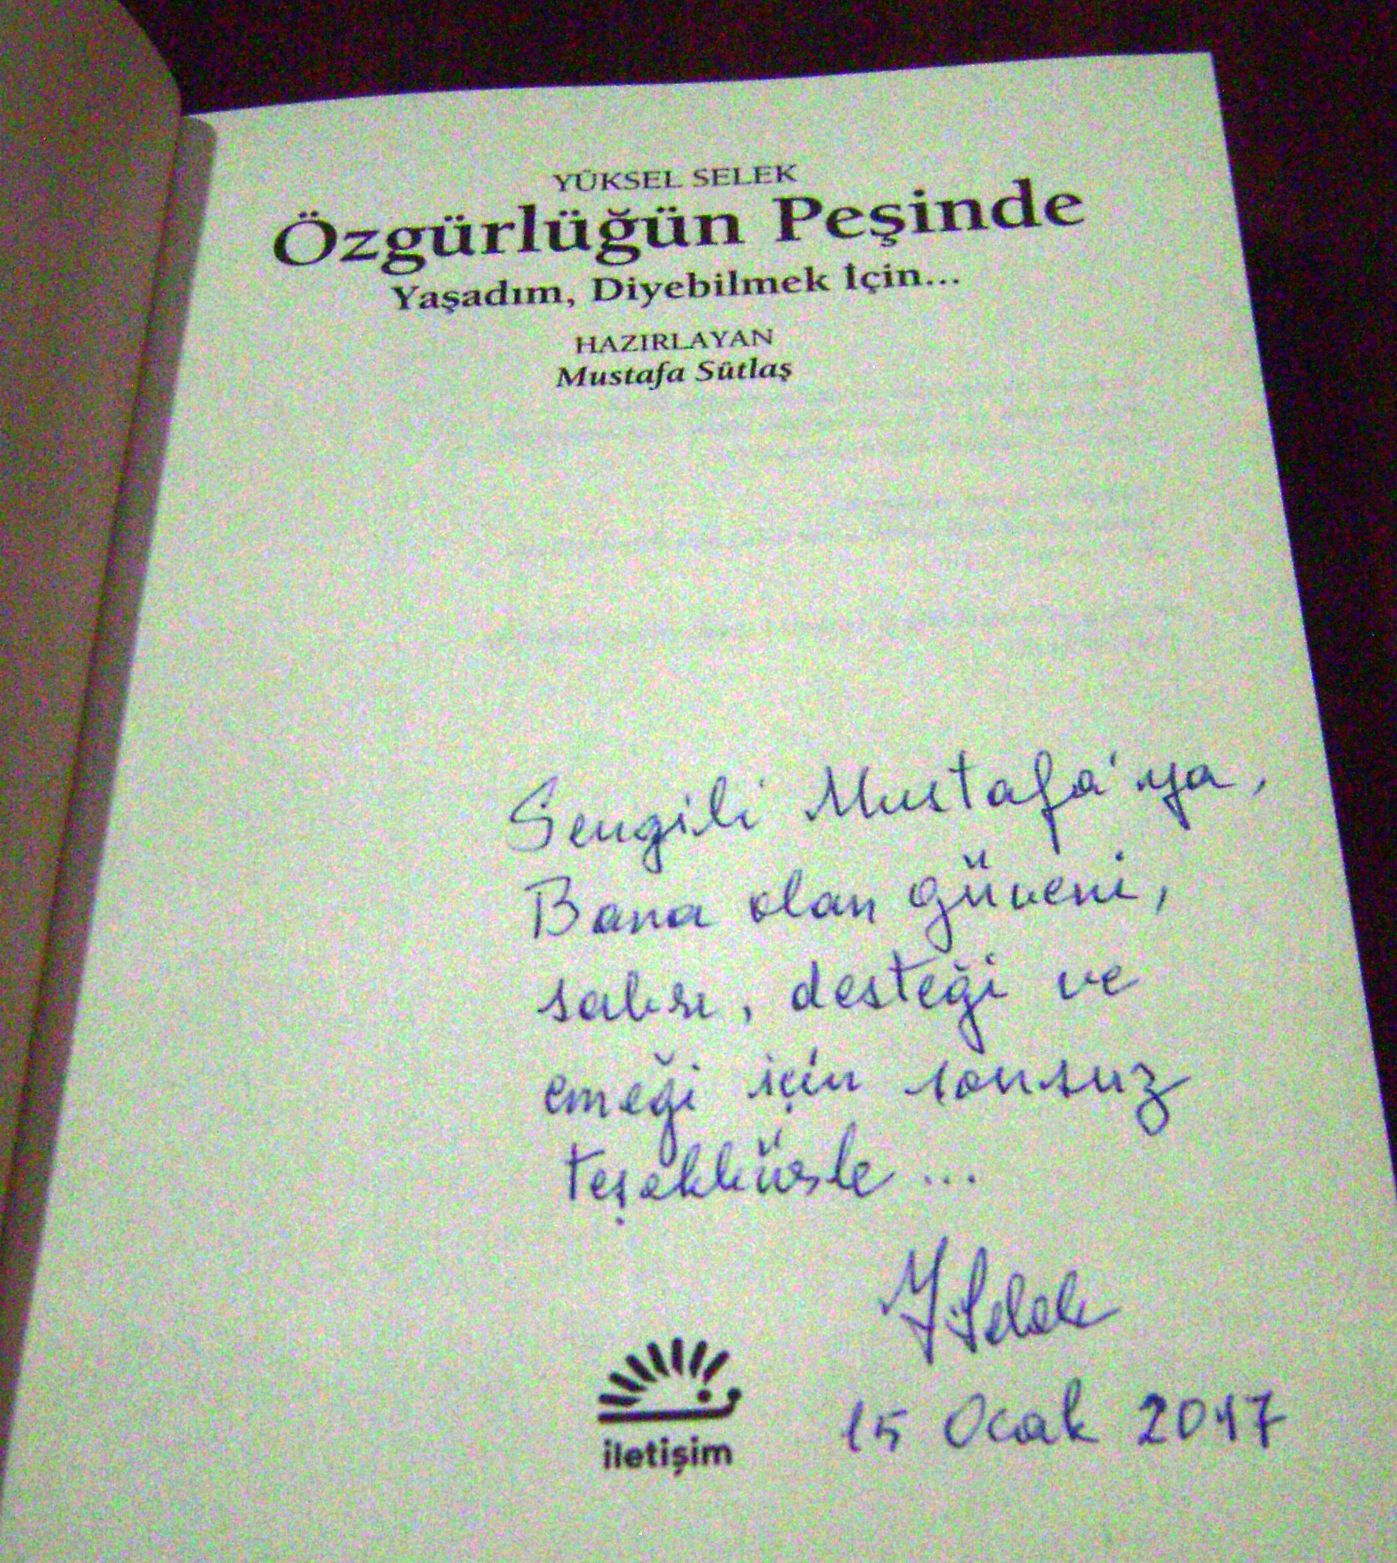 YÜKSEL SELEK
Özgürlüğün Peşinde
Yaşadım, Diyebilmek İçin...
HAZIRLAYAN
Mustafa Sütlaş
Sevgili Mustafa'ya,
Bana olan güveni,
sabrı, desteği ve
emeği için sonsuz
teşekkürle ...
Y.Selek
15 Ocak 2017
iletişim